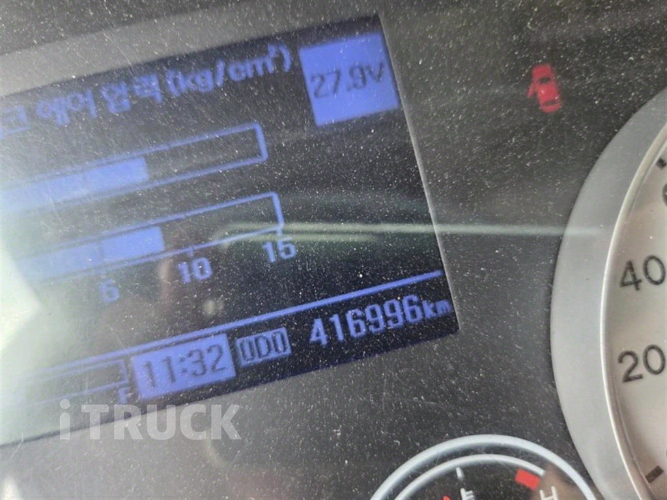 에어 압력 (kg/cm²)
27.9V
5 10 15
11:32 ODO 416996km
iTRUCK
40
20
F
H